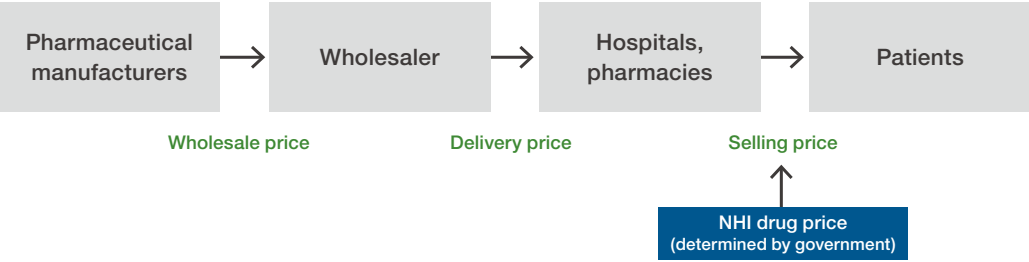 Pharmaceutical
manufacturers
Wholesaler
Hospitals,
pharmacies
Patients
Wholesale price
Delivery price
Selling price
NHI drug price
(determined by government)